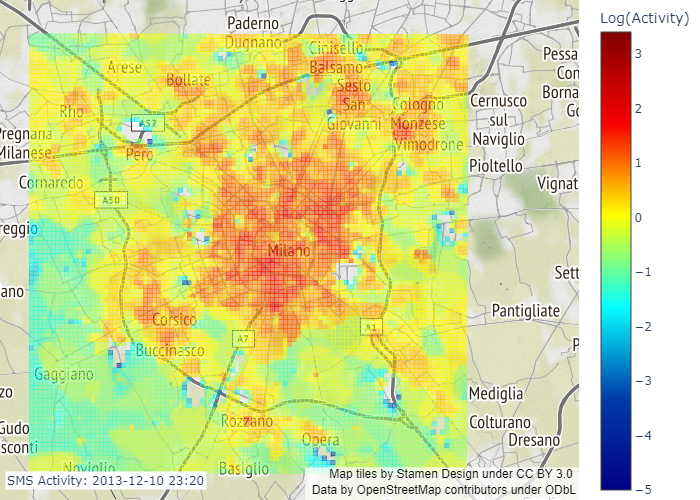 Log(Activity)
Paderno
Dugnano
Cinisello
Balsamo
Arese
Bollate
Sesto
San
Giovanni
Rho
A52
Cologno
Monzese
Vimodrone
Cernusco
sul
Naviglio
Pioltello
Pessa
Con
Borna
Go
Pregnana
Milanese
Pero
Cornaredo
A50
Vignat
reggio
Milano
ano
Sett
Pantigliate
Corsico
A7
A1
Buccinasco
P
Gaggiano
zo
Mediglia
Rozzano
Colturano
Gudo
sconti
Opera
Dresano
Noviglio
Basiglio
3
2
1
0
−1
−2
−3
−4
−5
SMS Activity: 2013-12-10 23:20
Map tiles by Stamen Design under CC BY 3.0
Data by OpenStreetMap contributors under ODbL